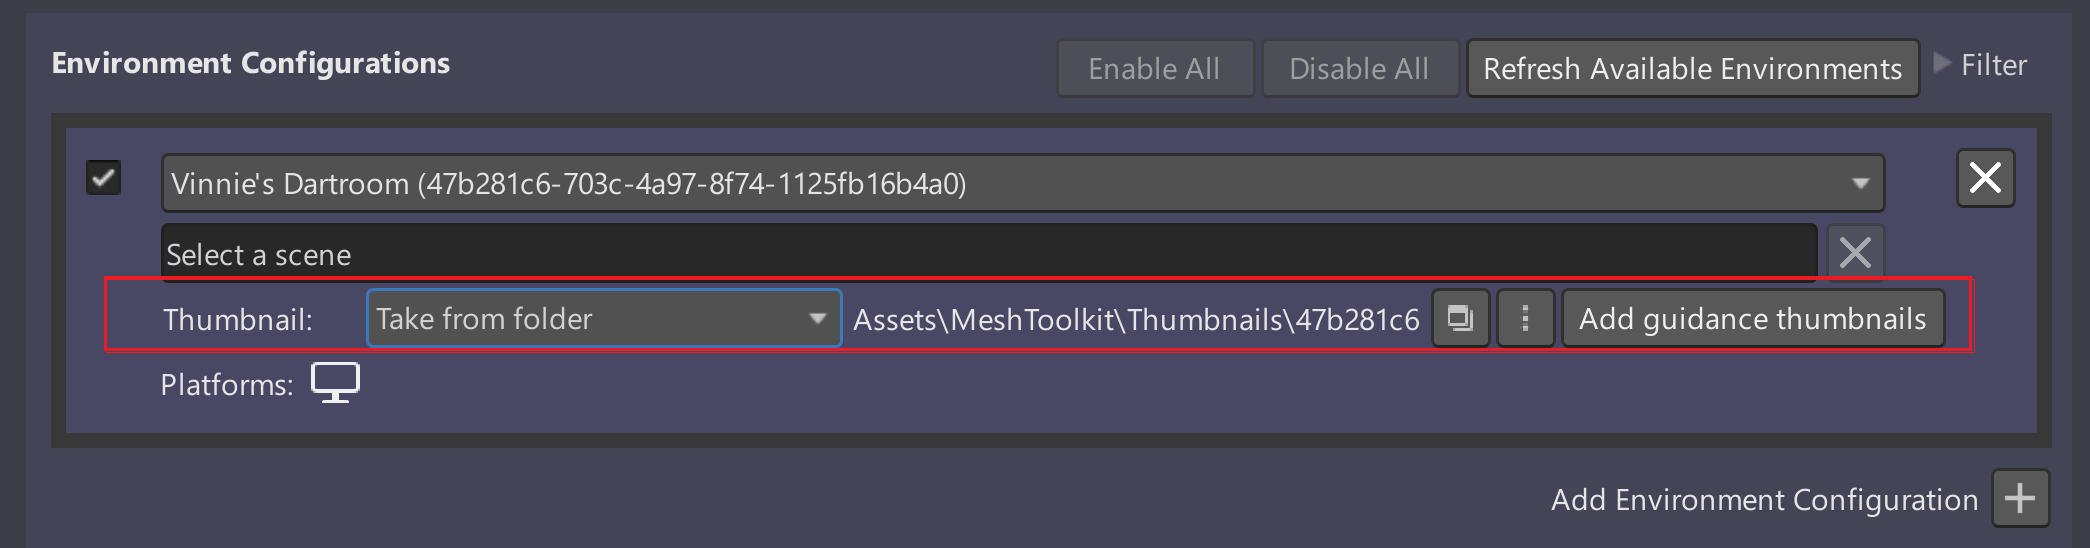 Environment Configurations
Enable All
Disable All
Refresh Available Environments
Filter
Vinnie's Dartroom (47b281c6-703c-4a97-8f74-1125fb16b4a0)
Select a scene
Thumbnail:
Take from folder
Assets\MeshToolkit\Thumbnails\47b281c6
Add guidance thumbnails
Platforms:
Add Environment Configuration